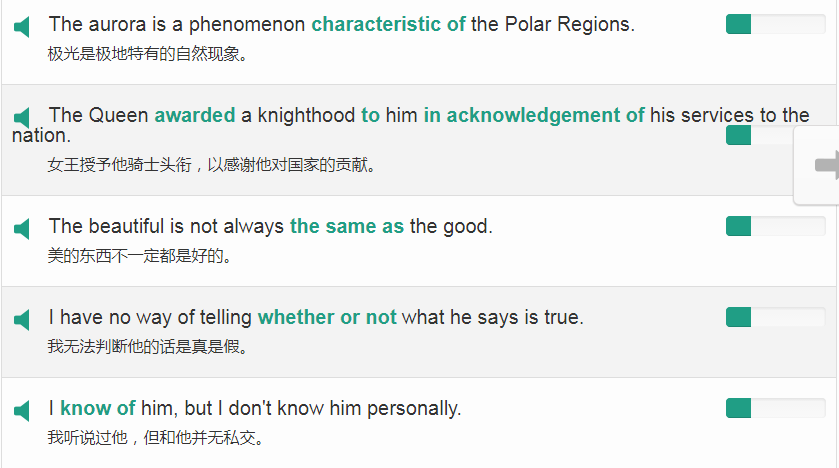 The aurora is a phenomenon characteristic of the Polar Regions.
极光是极地特有的自然现象。
The Queen awarded a knighthood to him in acknowledgement of his services to the
nation.
女王授予他骑士头衔，以感谢他对国家的贡献。
The beautiful is not always the same as the good.
美的东西不一定都是好的。
I have no way of telling whether or not what he says is true.
我无法判断他的话是真是假。
I know of him, but I don't know him personally.
我听说过他，但和他并无私交。